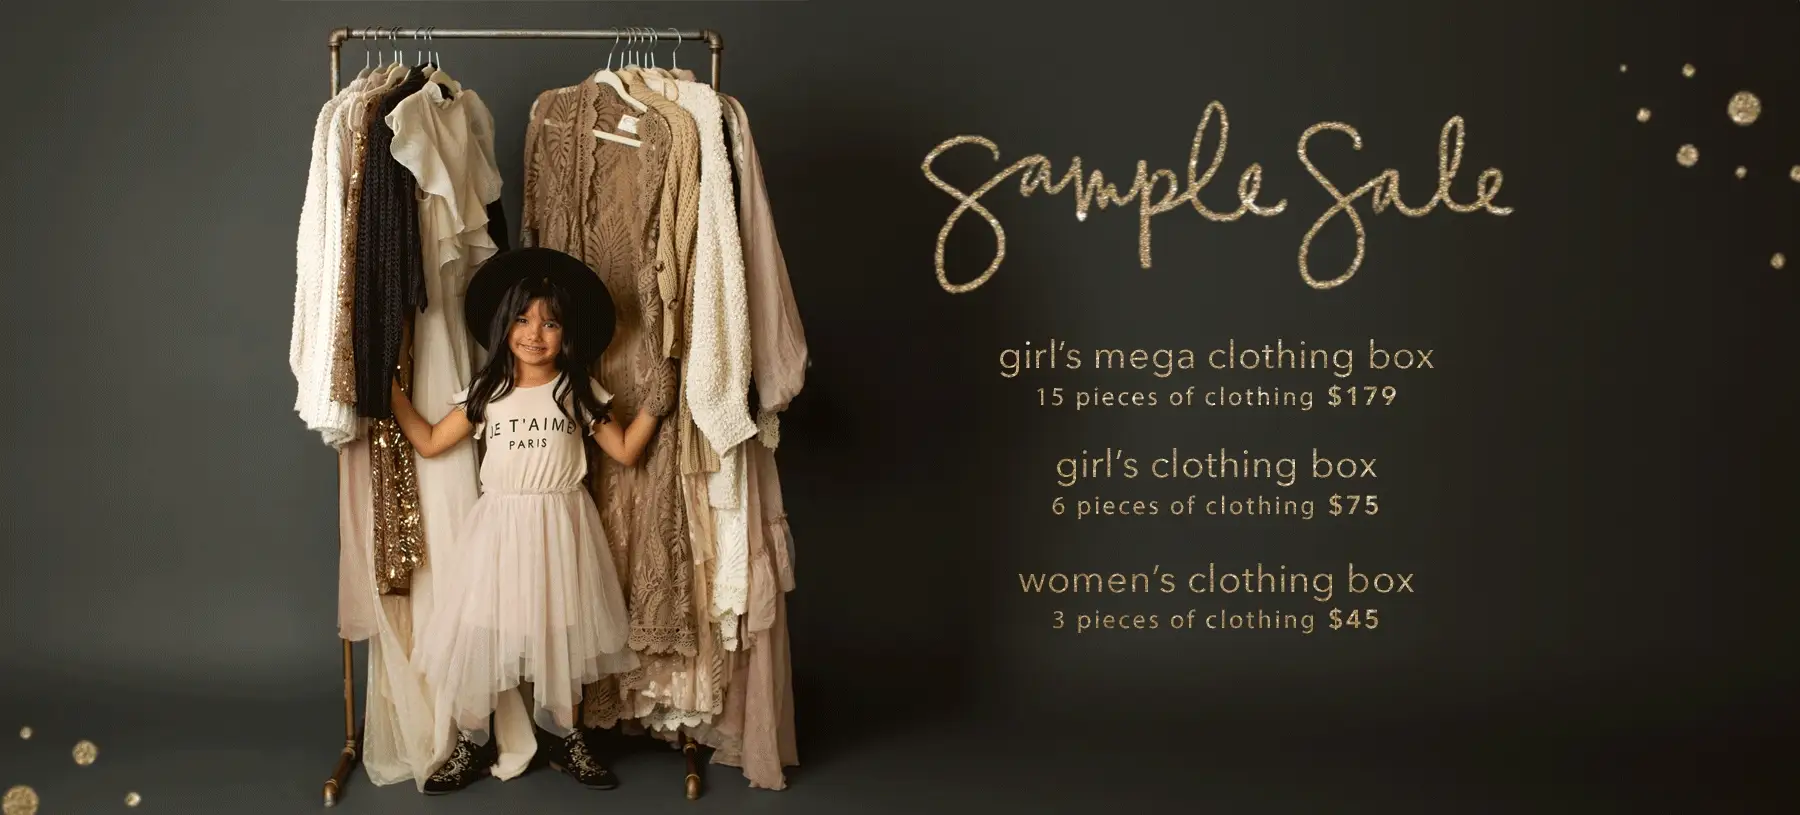 Sample Sale
girl's mega clothing box
15 pieces of clothing $179
girl's clothing box
6 pieces of clothing $75
women's clothing box
3 pieces of clothing $45
JE T'AIME
PARIS